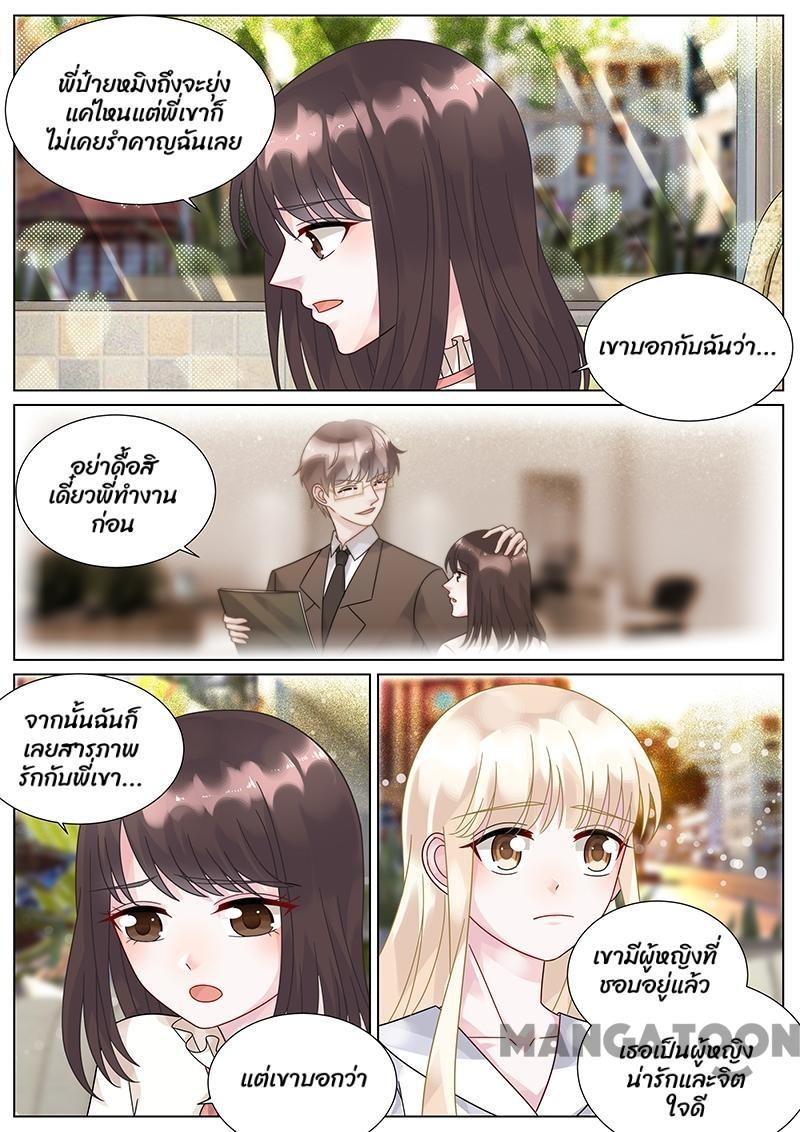 พี่ป๋ายหมิงถึงจะยุ่ง
แค่ไหนแต่พี่เขาก็
ไม่เคยรำคาญฉันเลย
เขาบอกกับฉันว่า...
อย่าดื้อสิ
เดี๋ยวพี่ทำงาน
ก่อน
จากนั้นฉันก็
เลยสารภาพ
รักกับพี่เขา...
แต่เขาบอกว่า
เขามีผู้หญิงที่
ชอบอยู่แล้ว
เธอเป็นผู้หญิง
น่ารักและจิต
ใจดี
MANGATOON